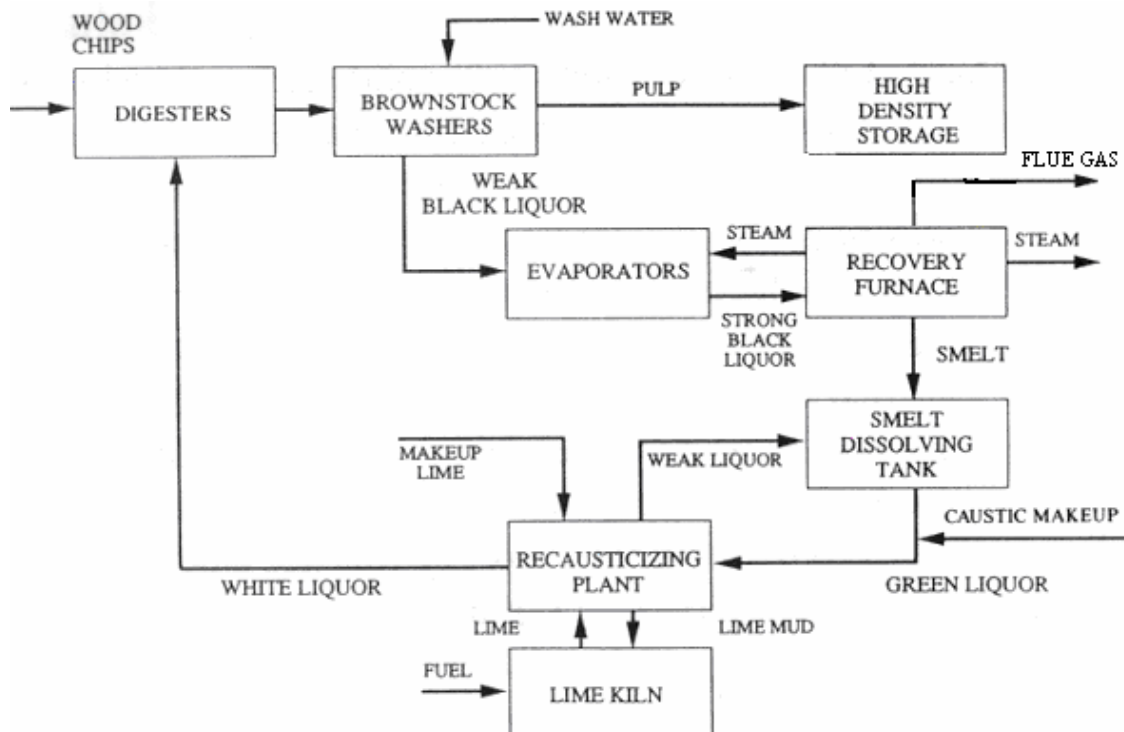 WOOD
CHIPS
WASH WATER
DIGESTERS
BROWNSTOCK
WASHERS
PULP
HIGH
DENSITY
STORAGE
FLUE GAS
WEAK
BLACK LIQUOR
STEAM
STEAM
EVAPORATORS
RECOVERY
FURNACE
STRONG
BLACK
LIQUOR
SMELT
SMELT
DISSOLVING
TANK
MAKEUP
LIME
WEAK LIQUOR
CAUSTIC MAKEUP
RECAUSTICIZING
PLANT
WHITE LIQUOR
GREEN LIQUOR
LIME
LIME MUD
FUEL
LIME KILN